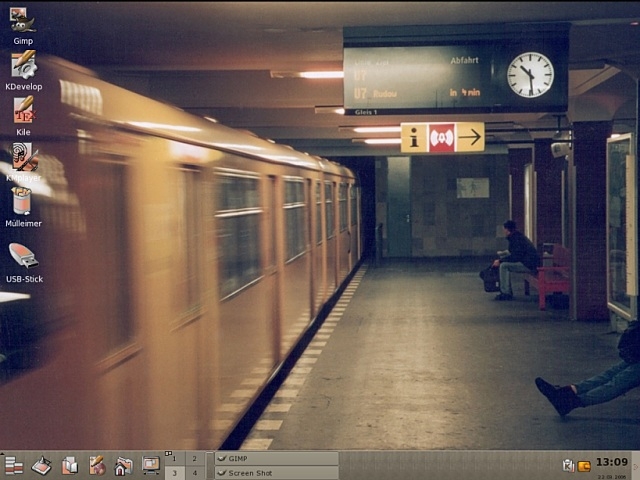 Gimp
KDevelop
Kile
KMplayer
Mülleimer
USB-Stick
Abfahrt
U7
U7 Rudow in 4 min
Gleis 1
i
1 2
3 4
GIMP
Screen Shot
13:09